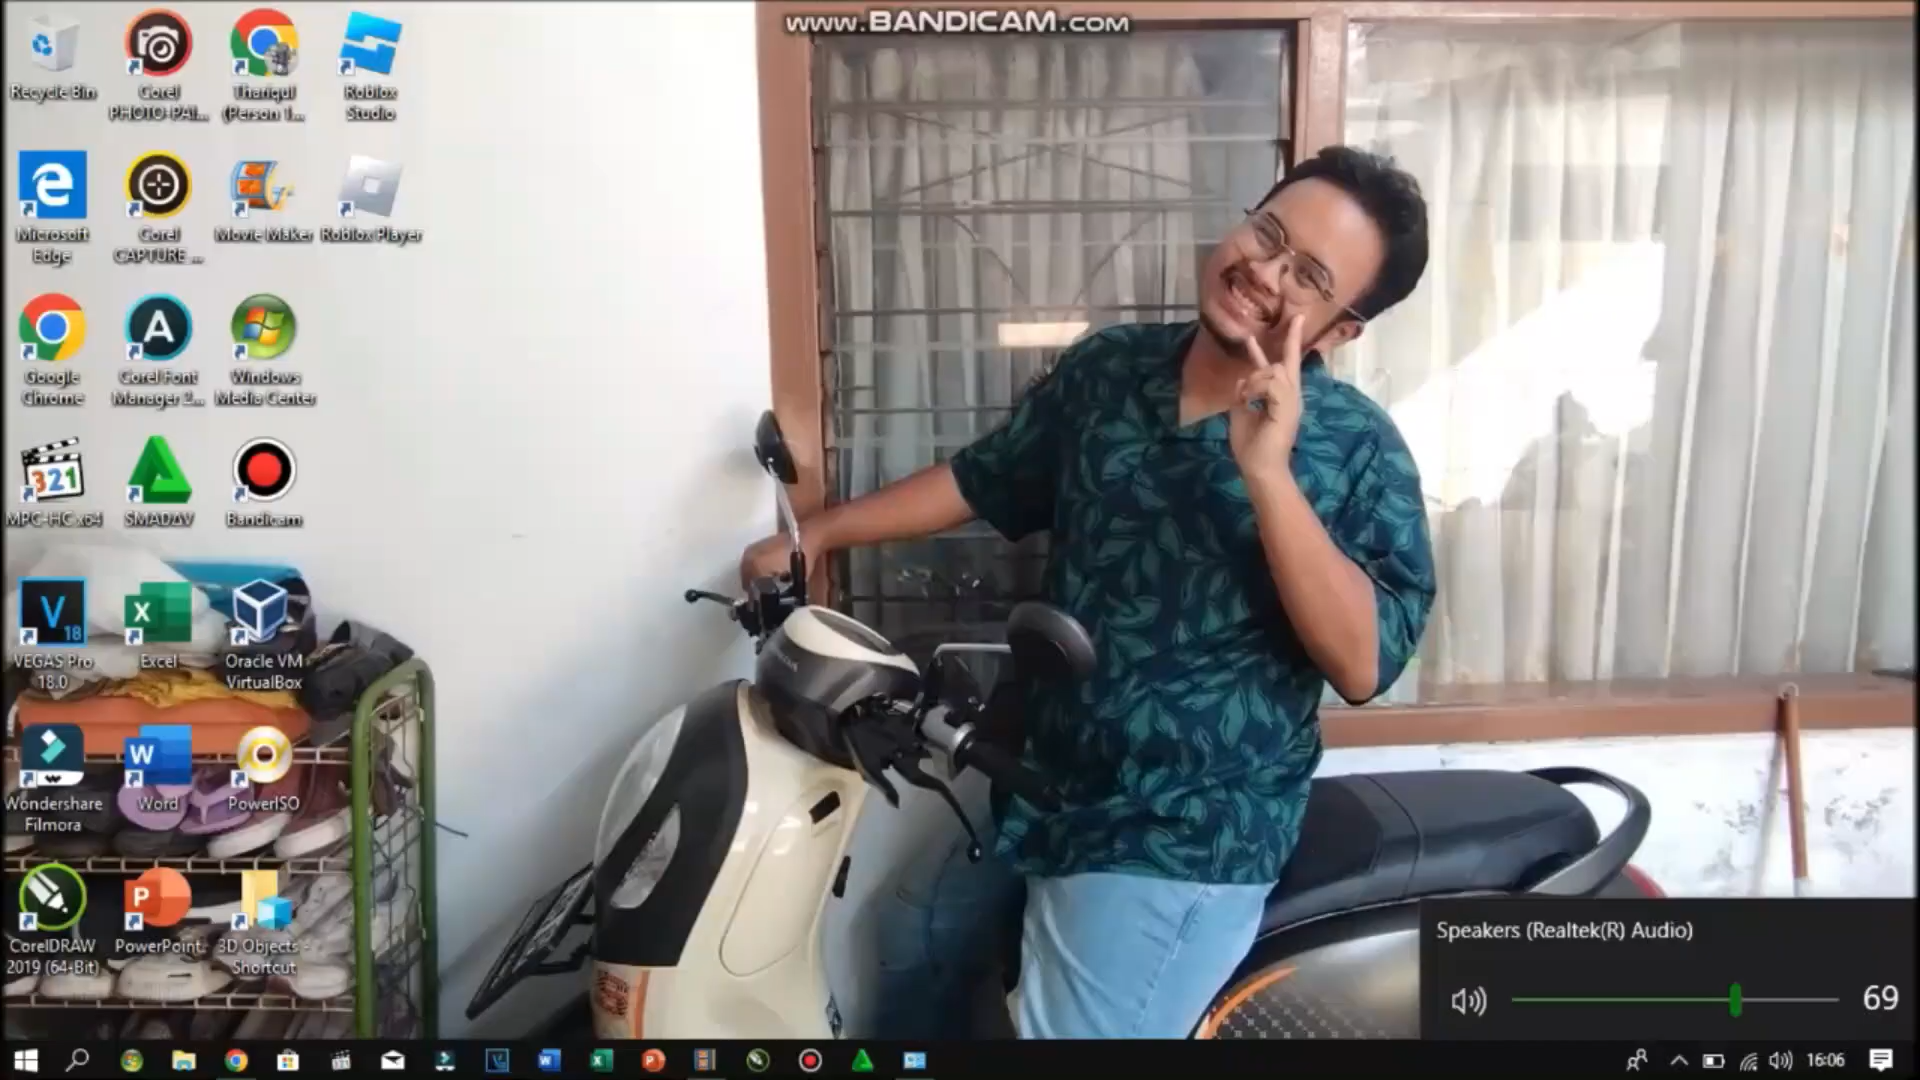 www.BANDICAM.com
Recycle Bin
Corel
PHOTO-PAI...
Thariqul
(Person 1...
Roblox
Studio
Microsoft
Edge
Corel
CAPTURE ...
Movie Maker
Roblox Player
Google
Chrome
Corel Font
Manager 2...
Windows
Media Center
321
MPC-HC x64
SMADAV
Bandicam
V
18
VEGAS Pro
18.0
X
Excel
Oracle VM
VirtualBox
Wondershare
Filmora
W
Word
PowerISO
CorelDRAW
2019 (64-Bit)
P
PowerPoint
3D Objects -
Shortcut
Speakers (Realtek(R) Audio)
69
16:06